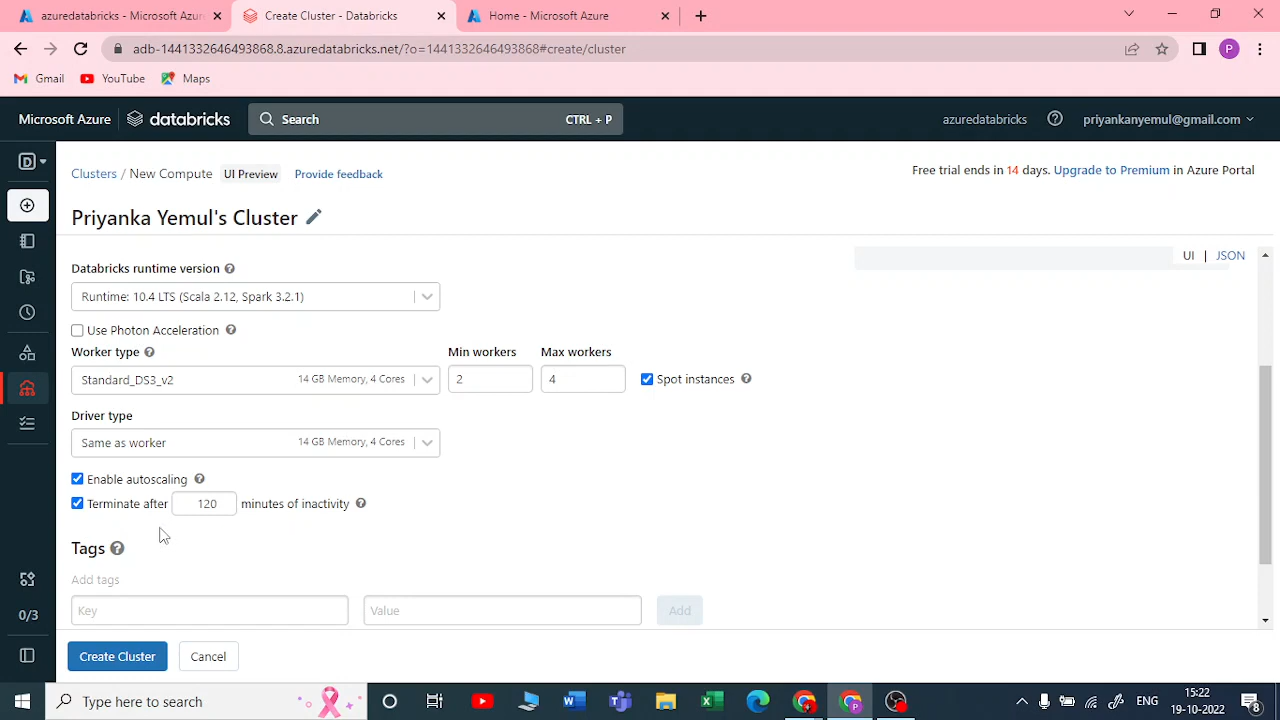 azuredatabricks - Microsoft Azur
Create Cluster - Databricks
Home - Microsoft Azure
adb-1441332646493868.8.azuredatabricks.net/?o=1441332646493868#create/cluster
P
Gmail
YouTube
Maps
Microsoft Azure
databricks
Search
CTRL + P
azuredatabricks
priyankanyemul@gmail.com
D
Clusters / New Compute
UI Preview
Provide feedback
Free trial ends in 14 days. Upgrade to Premium in Azure Portal
Priyanka Yemul's Cluster
UI | JSON
Databricks runtime version
Runtime: 10.4 LTS (Scala 2.12, Spark 3.2.1)
Use Photon Acceleration
Worker type
Min workers
Max workers
Standard_DS3_v2
14 GB Memory, 4 Cores
2
4
Spot instances
Driver type
Same as worker
14 GB Memory, 4 Cores
Enable autoscaling
Terminate after 120 minutes of inactivity
Tags
Add tags
Key
Value
Add
0/3
Create Cluster
Cancel
Type here to search
ENG
15:22
19-10-2022
8